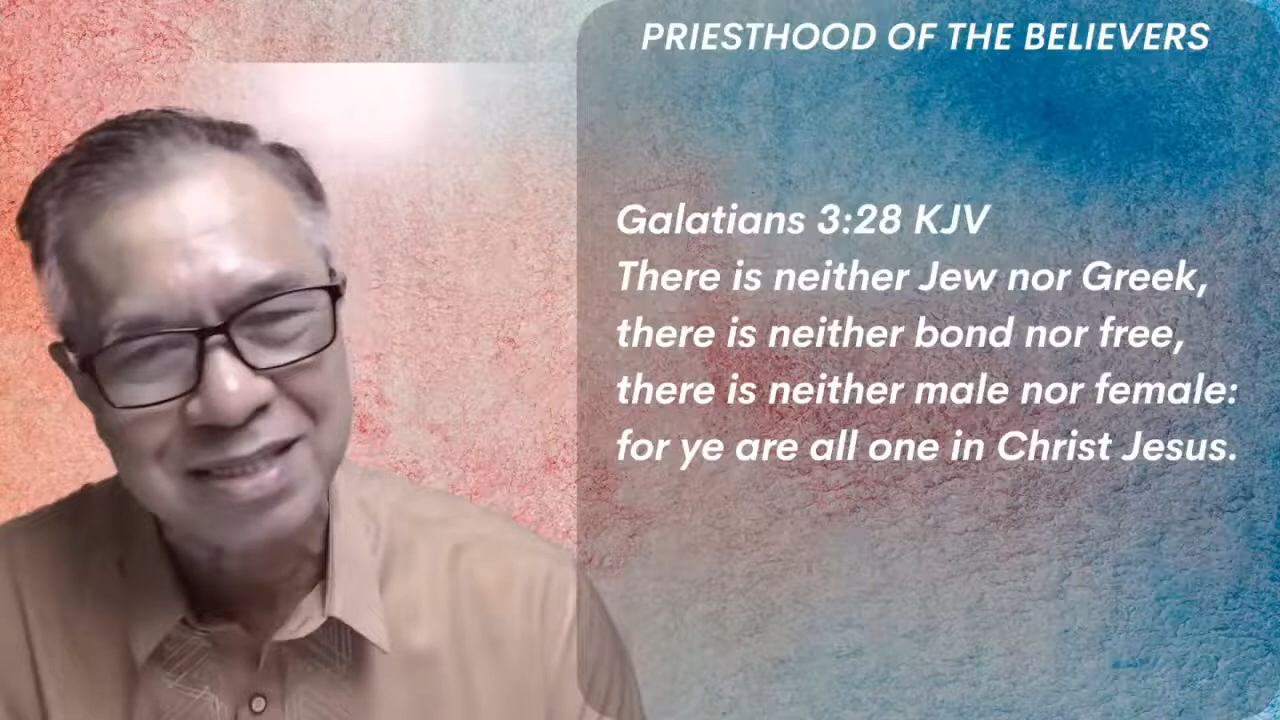 PRIESTHOOD OF THE BELIEVERS
Galatians 3:28 KJV
There is neither Jew nor Greek,
there is neither bond nor free,
there is neither male nor female:
for ye are all one in Christ Jesus.